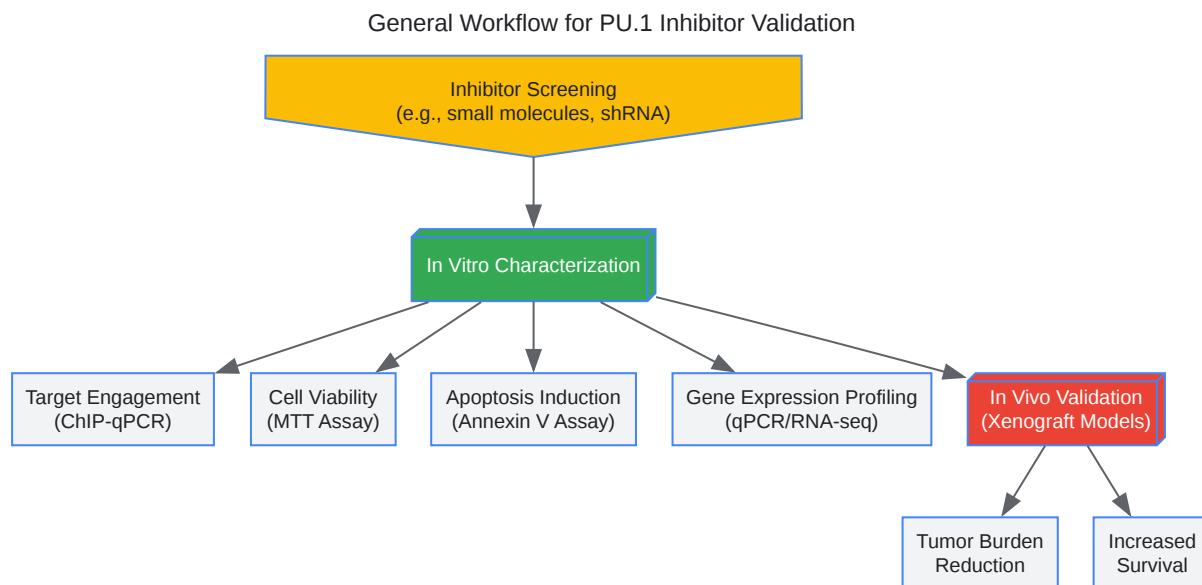 General Workflow for PU.1 Inhibitor Validation
Inhibitor Screening
(e.g., small molecules, shRNA)
In Vitro Characterization
Target Engagement
(ChIP-qPCR)
Cell Viability
(MTT Assay)
Apoptosis Induction
(Annexin V Assay)
Gene Expression Profiling
(qPCR/RNA-seq)
In Vivo Validation
(Xenograft Models)
Tumor Burden
Reduction
Increased
Survival